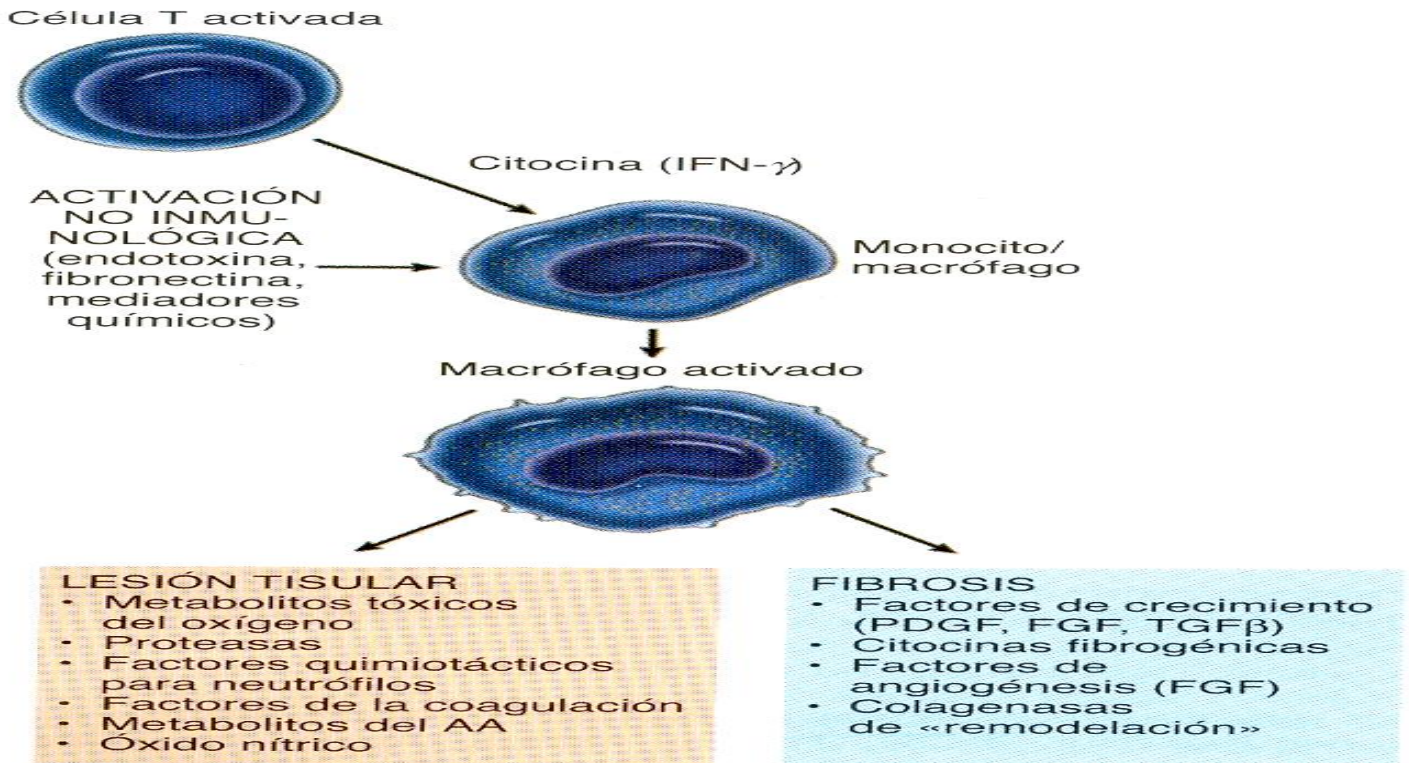 Célula T activada
Citocina (IFN-γ)
ACTIVACIÓN
NO INMU-
NOLÓGICA
(endotoxina,
fibronectina,
mediadores
químicos)
Monocito/
macrófago
Macrófago activado
LESIÓN TISULAR
• Metabolitos tóxicos
del oxígeno
• Proteasas
• Factores quimiotácticos
para neutrófilos
• Factores de la coagulación
• Metabolitos del AA
• Óxido nítrico
FIBROSIS
• Factores de crecimiento
(PDGF, FGF, TGFβ)
• Citocinas fibrogénicas
• Factores de
angiogénesis (FGF)
• Colagenasas
de «remodelación»